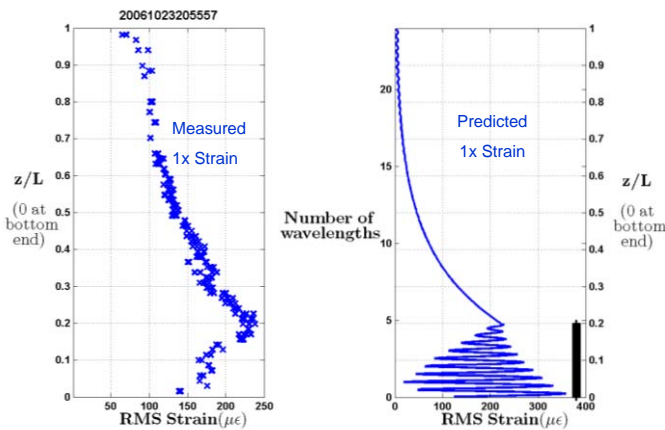 20061023205557
1
0.9
0.8
0.7
0.6
0.5
0.4
0.3
0.2
0.1
0
z/L
(0 at
bottom
end)
Measured
1x Strain
50 100 150 200 250
RMS Strain(με)
20
15
10
5
0
Number of
wavelengths
Predicted
1x Strain
1
0.9
0.8
0.7
0.6
0.5
0.4
0.3
0.2
0.1
0
z/L
(0 at
bottom
end)
0 100 200 300 400
RMS Strain(με)